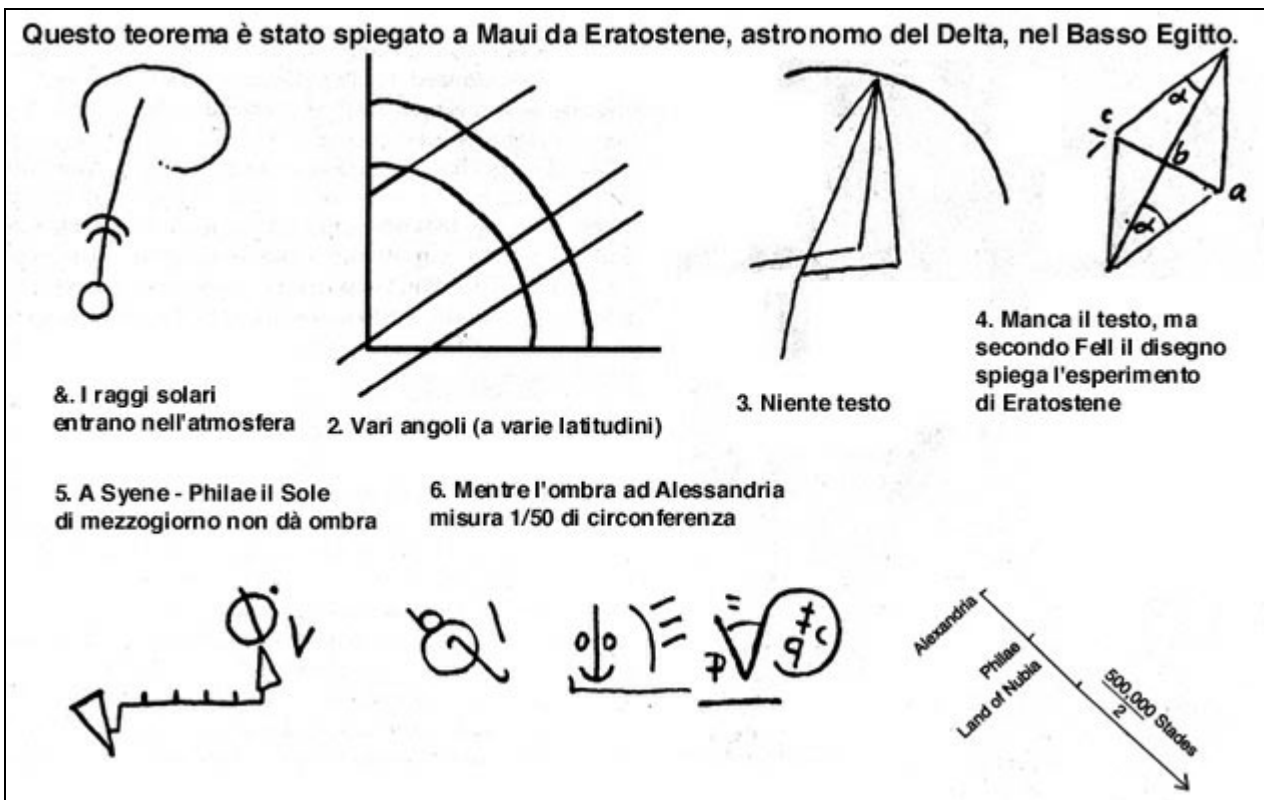 Questo teorema è stato spiegato a Maui da Eratostene, astronomo del Delta, nel Basso Egitto.
α
c
b
a
α
&. I raggi solari
entrano nell'atmosfera
2. Vari angoli (a varie latitudini)
3. Niente testo
4. Manca il testo, ma
secondo Fell il disegno
spiega l'esperimento
di Eratostene
5. A Syene - Philae il Sole
di mezzogiorno non dà ombra
6. Mentre l'ombra ad Alessandria
misura 1/50 di circonferenza
Alexandria
Philae
Land of Nubia
500,000 Stades
2